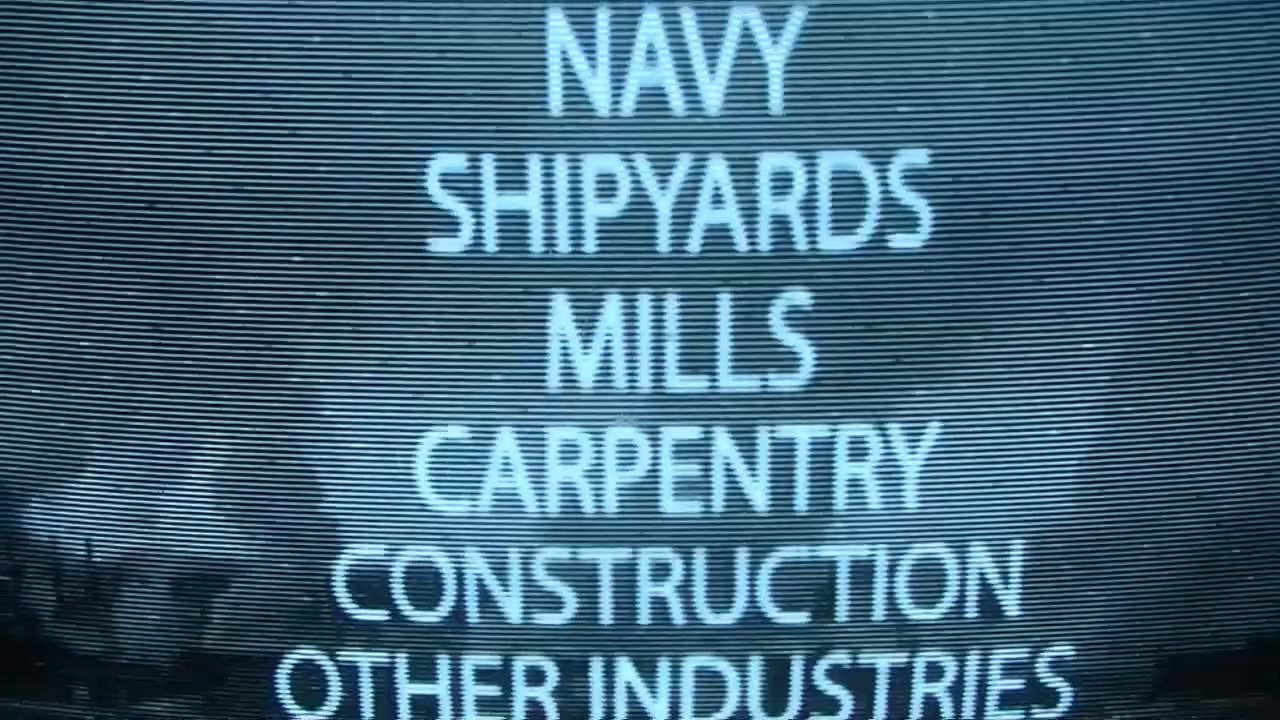 NAVY
SHIPYARDS
MILLS
CARPENTRY
CONSTRUCTION
OTHER INDUSTRIES